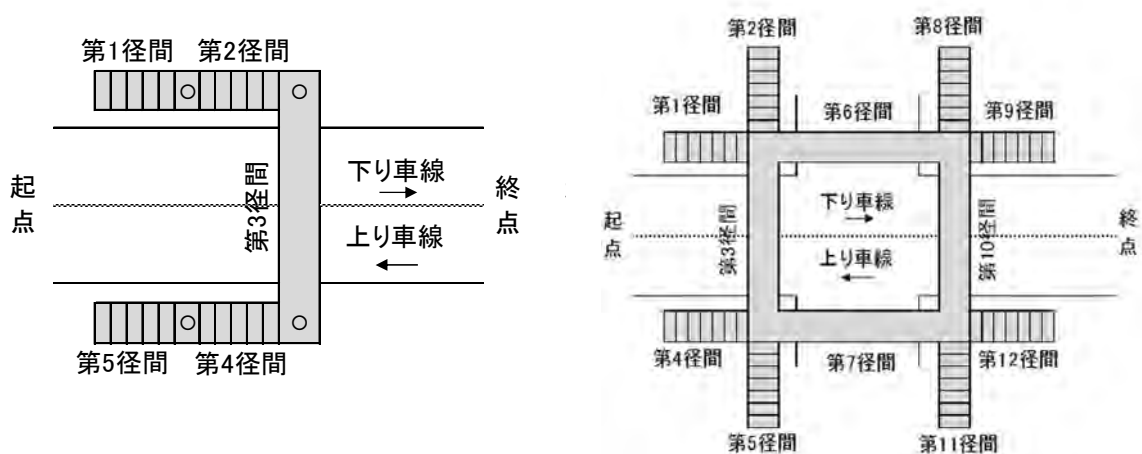 第1径間 第2径間
起点
第3径間
下り車線
上り車線
終点
第5径間 第4径間
第2径間 第8径間
第1径間 第6径間 第9径間
起点
第3径間
下り車線
上り車線
第10径間
終点
第4径間 第7径間 第12径間
第5径間 第11径間